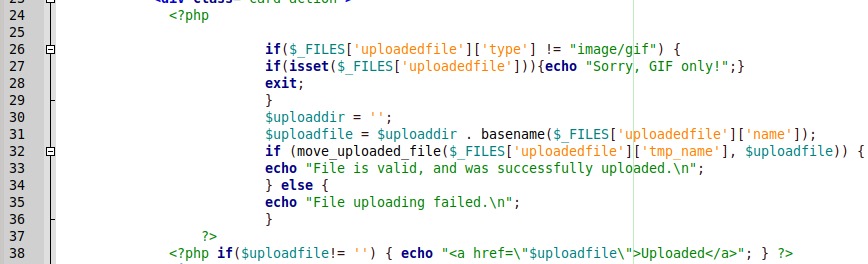 23 <div class="card-action">
24 <?php
25
26 if($_FILES['uploadedfile']['type'] != "image/gif") {
27 if(isset($_FILES['uploadedfile'])){echo "Sorry, GIF only!";}
28 exit;
29 }
30 $uploaddir = '';
31 $uploadfile = $uploaddir . basename($_FILES['uploadedfile']['name']);
32 if (move_uploaded_file($_FILES['uploadedfile']['tmp_name'], $uploadfile)) {
33 echo "File is valid, and was successfully uploaded.\n";
34 } else {
35 echo "File uploading failed.\n";
36 }
37 ?>
38 <?php if($uploadfile!= '') { echo "<a href=\"$uploadfile\">Uploaded</a>"; } ?>